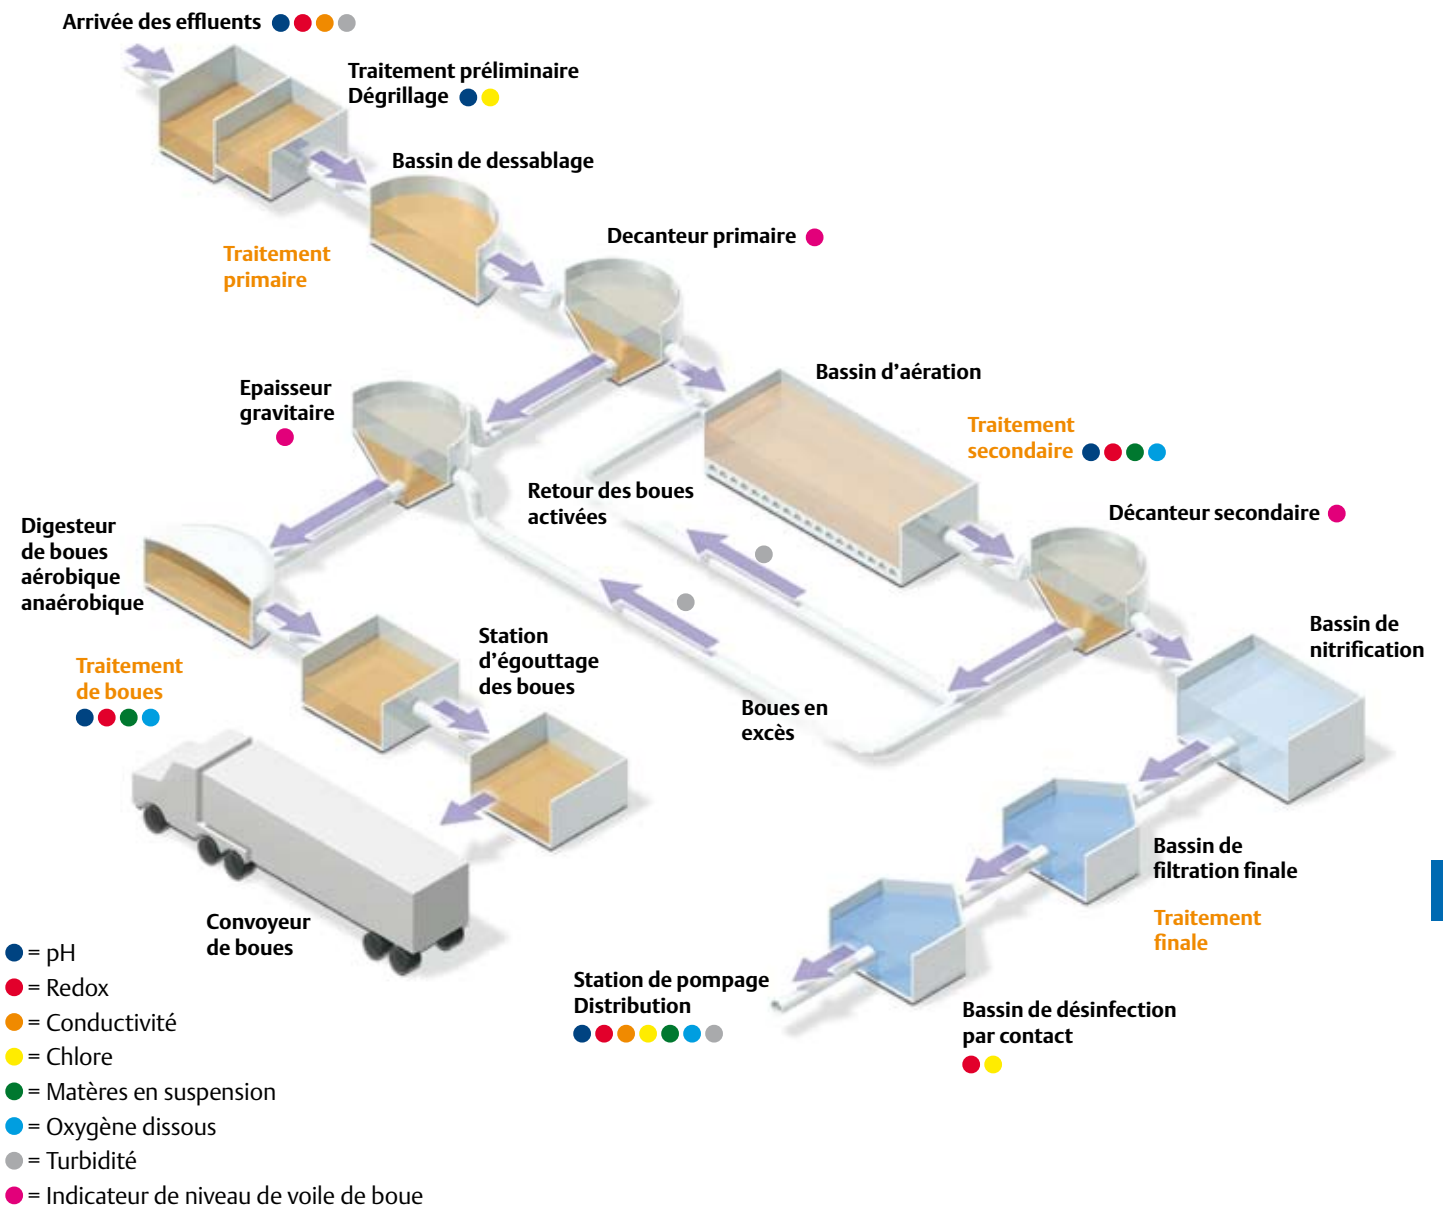 Arrivée des effluents
Traitement préliminaire
Dégrillage
Bassin de dessablage
Traitement
primaire
Decanteur primaire
Epaisseur
gravitaire
Bassin d'aération
Traitement
secondaire
Retour des boues
activées
Décanteur secondaire
Digesteur
de boues
aérobique
anaérobique
Station
d'égouttage
des boues
Bassin de
nitrification
Traitement
de boues
Boues en
excès
Bassin de
filtration finale
Traitement
finale
Convoyeur
de boues
Station de pompage
Distribution
Bassin de désinfection
par contact
= pH
= Redox
= Conductivité
= Chlore
= Matères en suspension
= Oxygène dissous
= Turbidité
= Indicateur de niveau de voile de boue